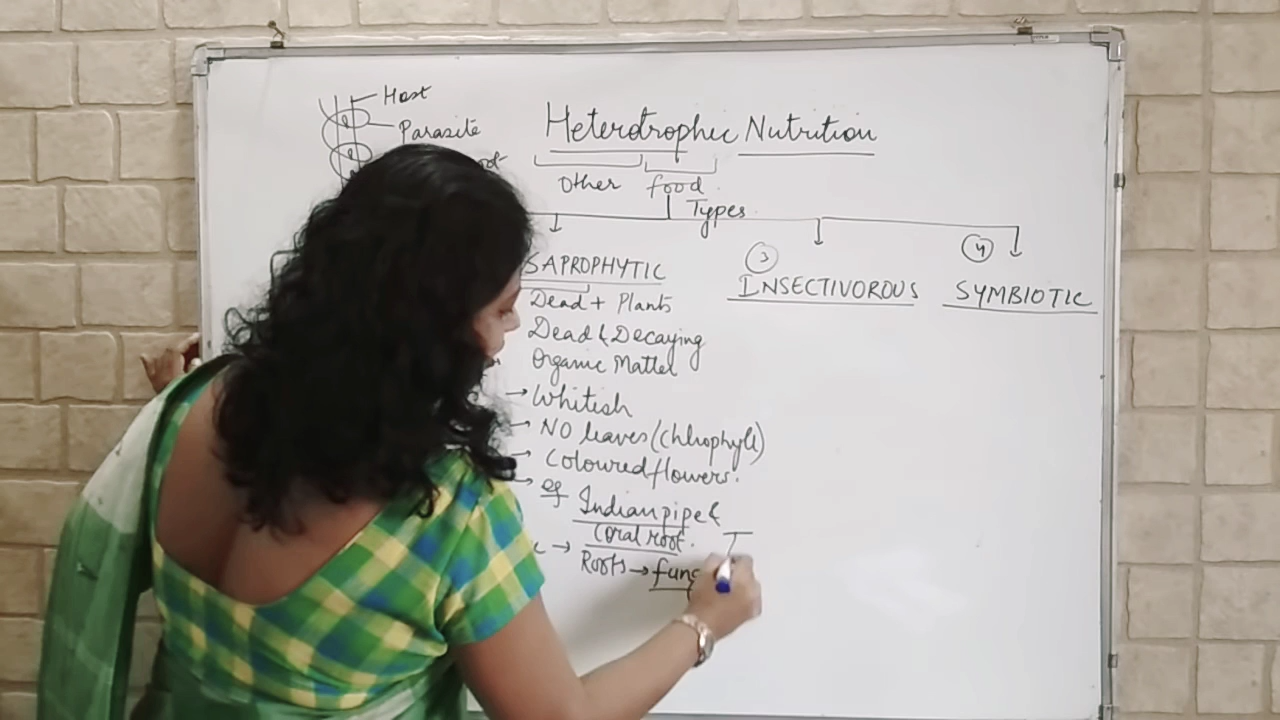 Host
Parasite
Heterotrophic Nutrition
Other food
Types
SAPROPHYTIC
Dead + Plants
Dead & Decaying
Organic Matter
→ Whitish
→ NO leaves (Chlrophyll)
→ Coloured flowers.
→ eg Indian pipe &
Coral root.
→ Roots → fung
3
INSECTIVOROUS
4
SYMBIOTIC